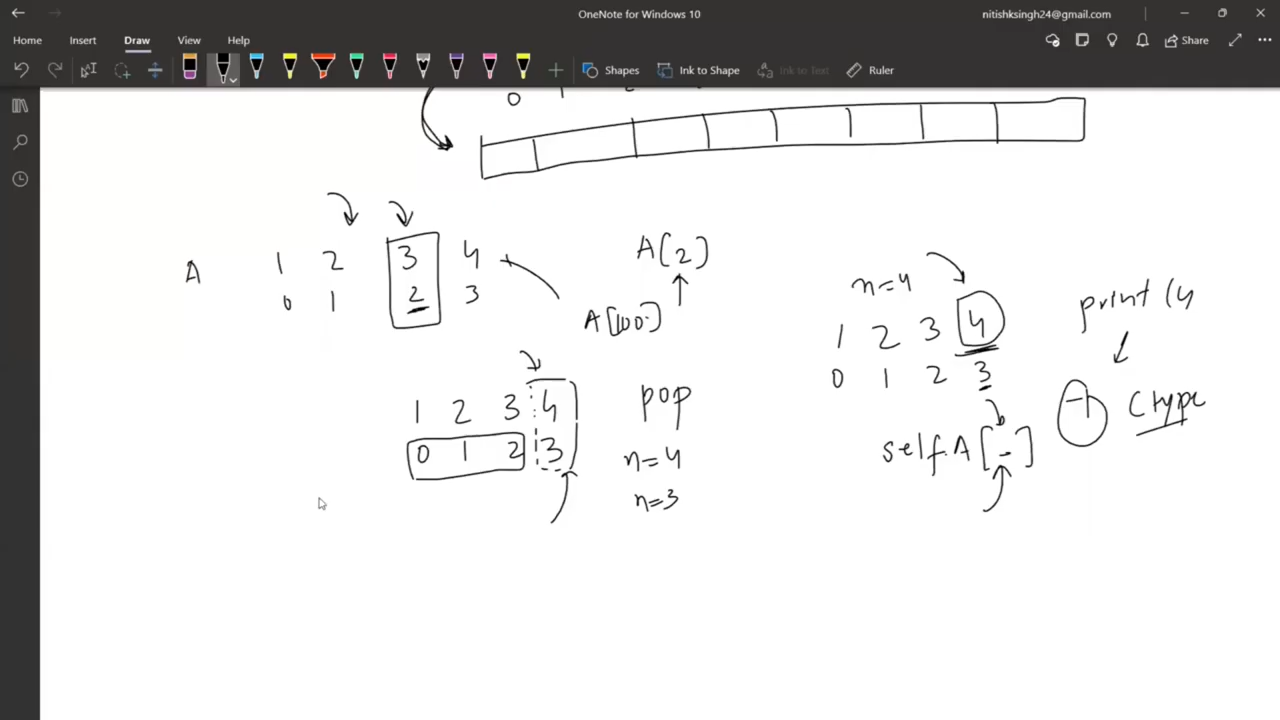 OneNote for Windows 10
nitishksingh24@gmail.com
Home Insert Draw View Help
Share
Shapes Ink to Shape Ink to Text Ruler
0 1
A 1 2 3 4
0 1 2 3
A[2]
A[100]
n=4
1 2 3 4
0 1 2 3
print (4
Ctype
self.A[-]
1 2 3 4
0 1 2 3
pop
n=4
n=3